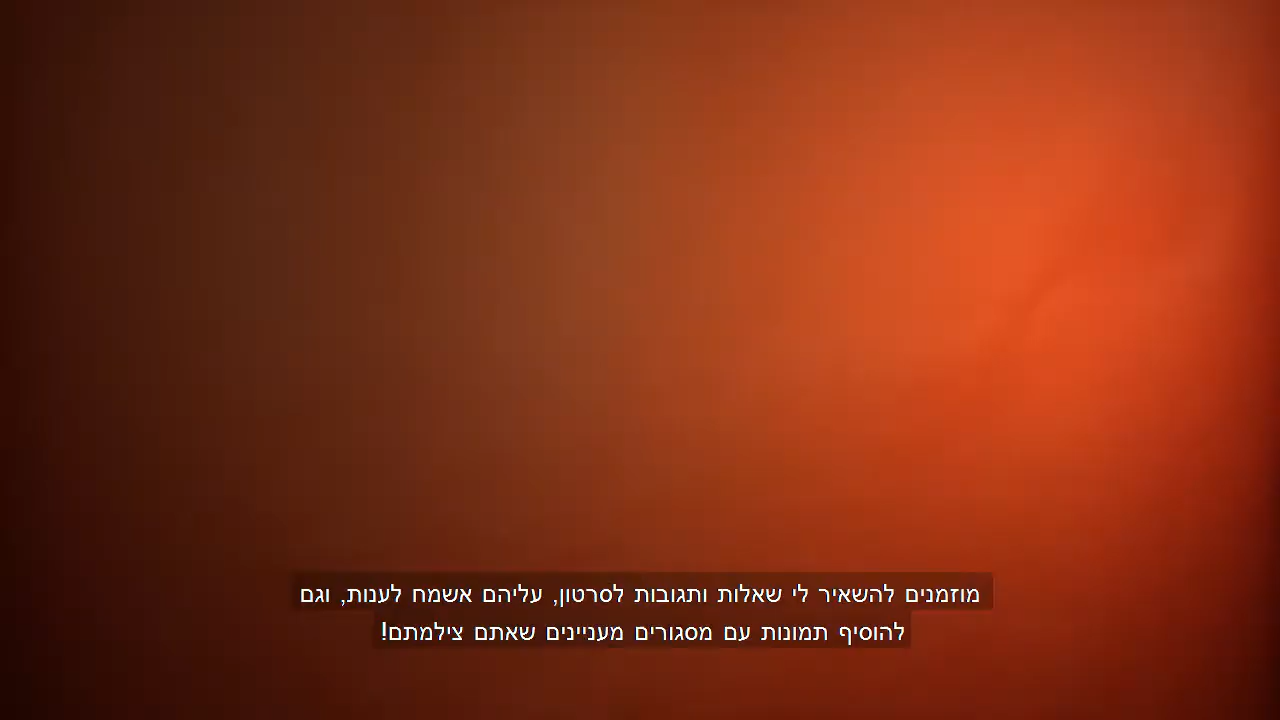 מוזמנים להשאיר לי שאלות ותגובות לסרטון, עליהם אשמח לענות, וגם
להוסיף תמונות עם מסגורים מעניינים שאתם צילמתם!